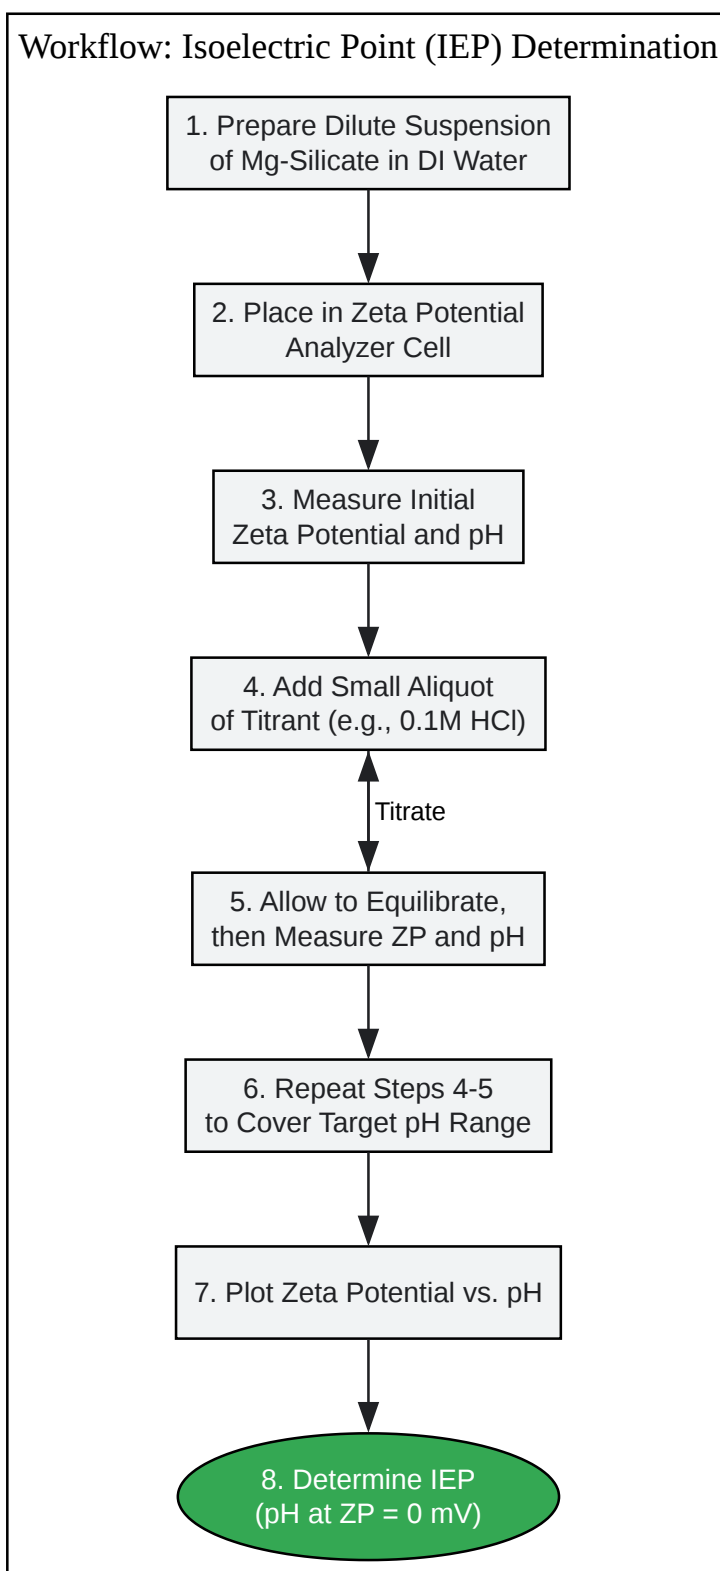 Workflow: Isoelectric Point (IEP) Determination
1. Prepare Dilute Suspension
of Mg-Silicate in DI Water
2. Place in Zeta Potential
Analyzer Cell
3. Measure Initial
Zeta Potential and pH
4. Add Small Aliquot
of Titrant (e.g., 0.1M HCl)
Titrate
5. Allow to Equilibrate,
then Measure ZP and pH
6. Repeat Steps 4-5
to Cover Target pH Range
7. Plot Zeta Potential vs. pH
8. Determine IEP
(pH at ZP = 0 mV)